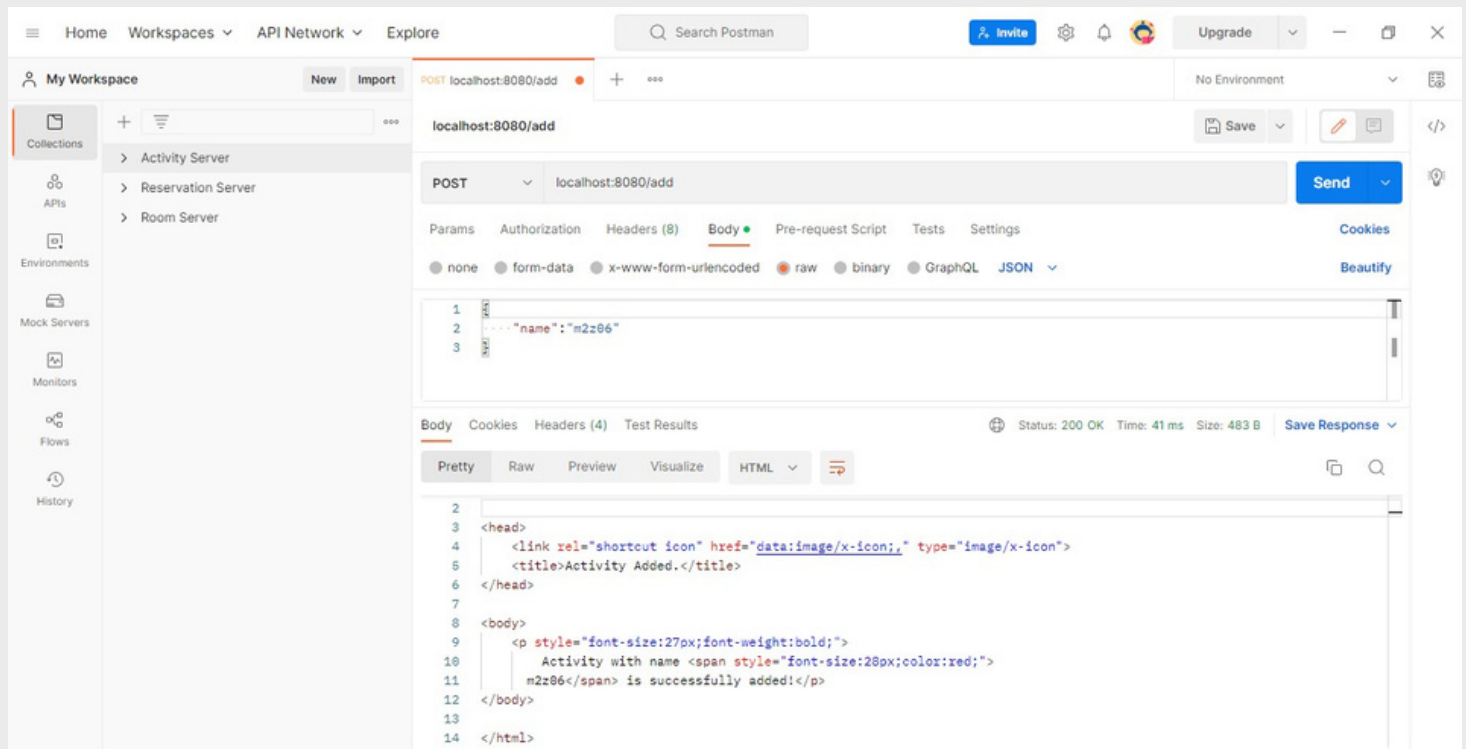 Home Workspaces API Network Explore Search Postman Invite Upgrade
My Workspace New Import POST localhost:8080/add No Environment
Collections
APIs
Environments
Mock Servers
Monitors
Flows
History
Activity Server
Reservation Server
Room Server
localhost:8080/add Save
POST localhost:8080/add Send
Params Authorization Headers (8) Body Pre-request Script Tests Settings Cookies
none form-data x-www-form-urlencoded raw binary GraphQL JSON Beautify
1 {
2 "name":"m2z06"
3 }
Body Cookies Headers (4) Test Results Status: 200 OK Time: 41 ms Size: 483 B Save Response
Pretty Raw Preview Visualize HTML
2
3 <head>
4 <link rel="shortcut icon" href="data:image/x-icon;," type="image/x-icon">
5 <title>Activity Added.</title>
6 </head>
7
8 <body>
9 <p style="font-size:27px;font-weight:bold;">
10 Activity with name <span style="font-size:28px;color:red;">
11 m2z06</span> is successfully added!</p>
12 </body>
13
14 </html>